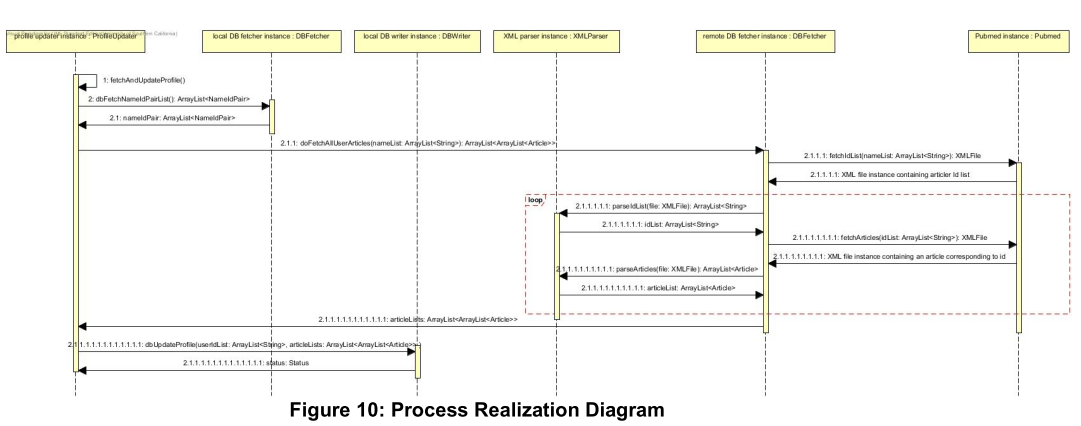 profile updater instance : ProfileUpdater
local DB fetcher instance : DBFetcher
local DB writer instance : DBWriter
XML parser instance : XMLParser
remote DB fetcher instance : DBFetcher
Pubmed instance : Pubmed
1: fetchAndUpdateProfile()
2: dbFetchNameIdPairList(): ArrayList<NameIdPair>
2.1: nameIdPair: ArrayList<NameIdPair>
2.1.1: doFetchAllUserArticles(nameList: ArrayList<String>): ArrayList<ArrayList<Article>>
2.1.1.1: fetchIdList(nameList: ArrayList<String>): XMLFile
2.1.1.1.1: XML file instance containing articler Id list
loop
2.1.1.1.1.1: parseIdList(file: XMLFile): ArrayList<String>
2.1.1.1.1.1.1: idList: ArrayList<String>
2.1.1.1.1.1.1.1: fetchArticles(idList: ArrayList<String>): XMLFile
2.1.1.1.1.1.1.1.1: XML file instance containing an article corresponding to id
2.1.1.1.1.1.1.1.1.1: parseArticles(file: XMLFile): ArrayList<Article>
2.1.1.1.1.1.1.1.1.1.1: articleList: ArrayList<Article>
2.1.1.1.1.1.1.1.1.1.1.1: articleLists: ArrayList<ArrayList<Article>>
2.1.1.1.1.1.1.1.1.1.1.1.1: dbUpdateProfile(userIdList: ArrayList<String>, articleLists: ArrayList<ArrayList<Article>>)
2.1.1.1.1.1.1.1.1.1.1.1.1.1: status: Status
Figure 10: Process Realization Diagram